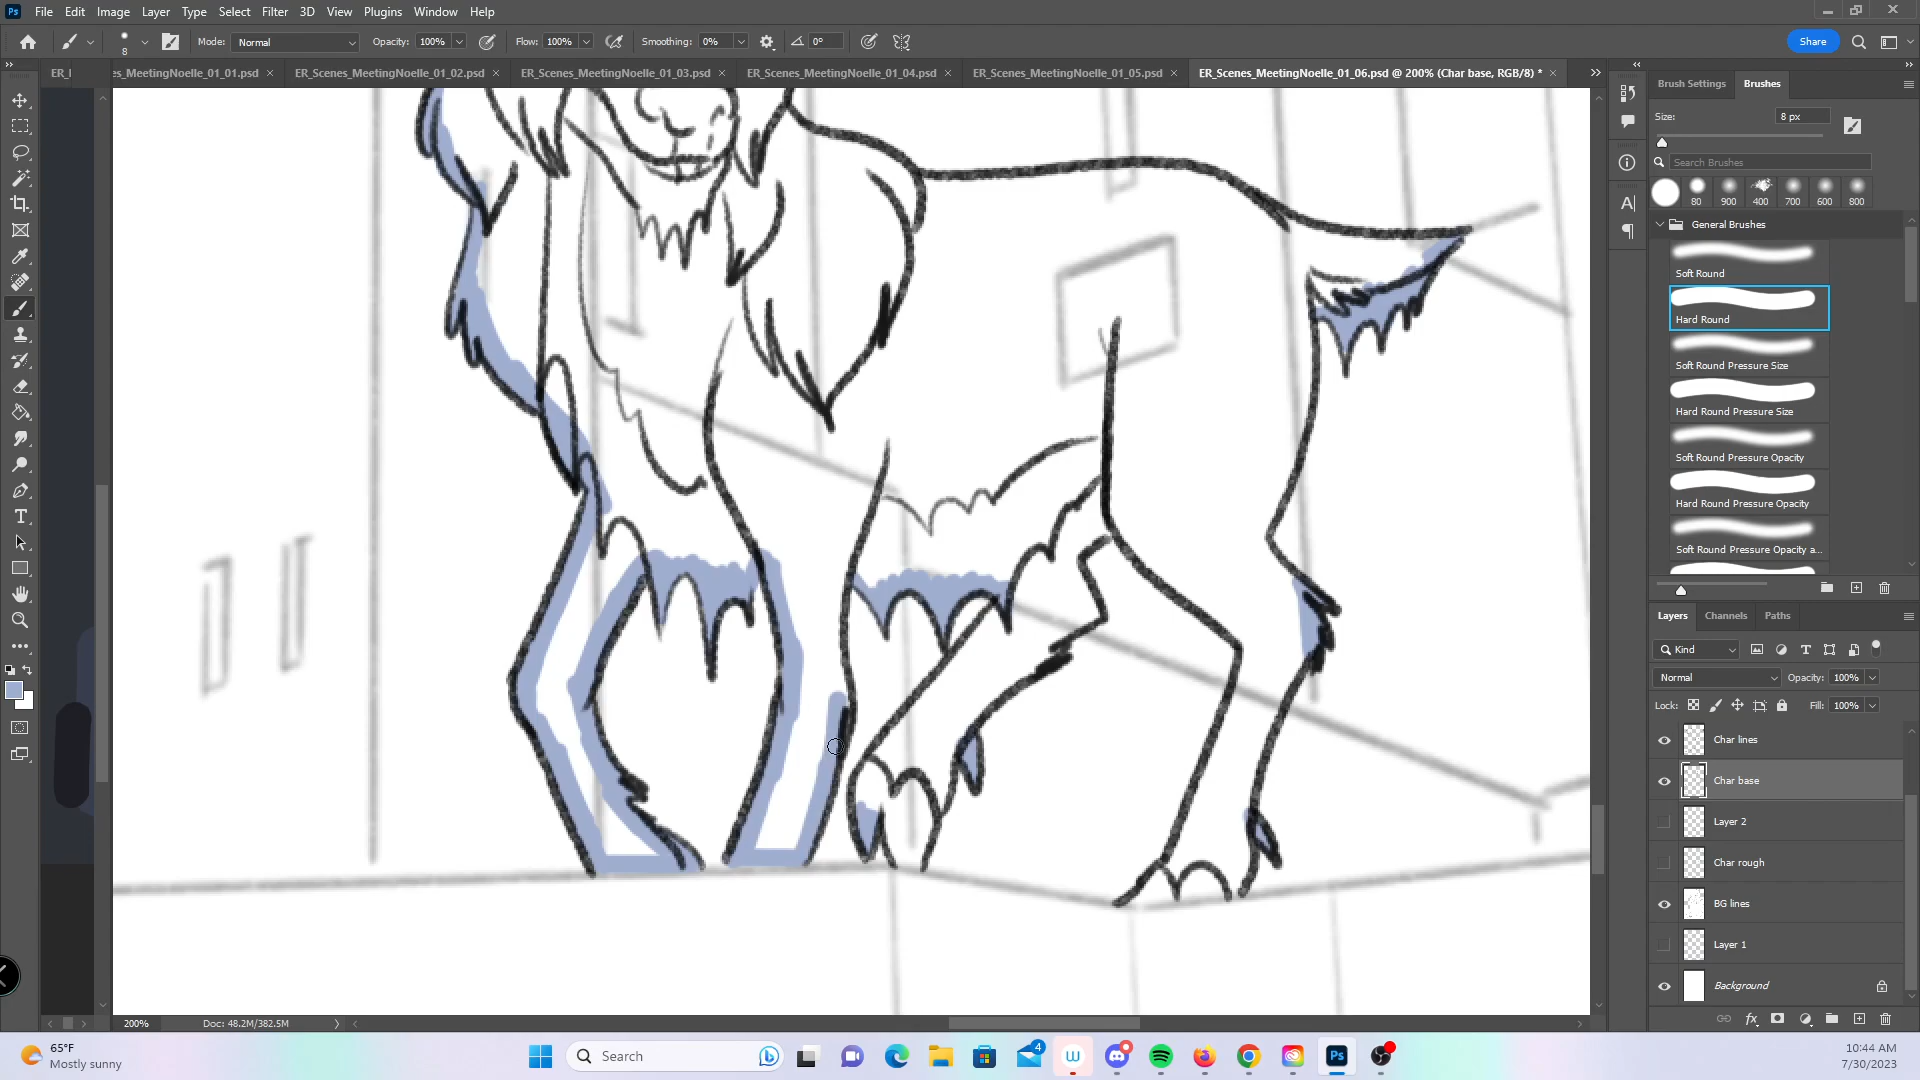 Ps File Edit Image Layer Type Select Filter 3D View Plugins Window Help
8 Mode: Normal Opacity: 100% Flow: 100% Smoothing: 0% 0° Share
ER_ es_MeetingNoelle_01_01.psd × ER_Scenes_MeetingNoelle_01_02.psd × ER_Scenes_MeetingNoelle_01_03.psd × ER_Scenes_MeetingNoelle_01_04.psd × ER_Scenes_MeetingNoelle_01_05.psd × ER_Scenes_MeetingNoelle_01_06.psd @ 200% (Char base, RGB/8) * ×
Brush Settings Brushes
Size: 8 px
Search Brushes
80 900 400 700 600 800
General Brushes
Soft Round
Hard Round
Soft Round Pressure Size
Hard Round Pressure Size
Soft Round Pressure Opacity
Hard Round Pressure Opacity
Soft Round Pressure Opacity a...
Layers Channels Paths
Kind
Normal Opacity: 100%
Lock: Fill: 100%
Char lines
Char base
Layer 2
Char rough
BG lines
Layer 1
Background
200% Doc: 48.2M/382.5M
65°F
Mostly sunny
Search
4
Ps
10:44 AM
7/30/2023